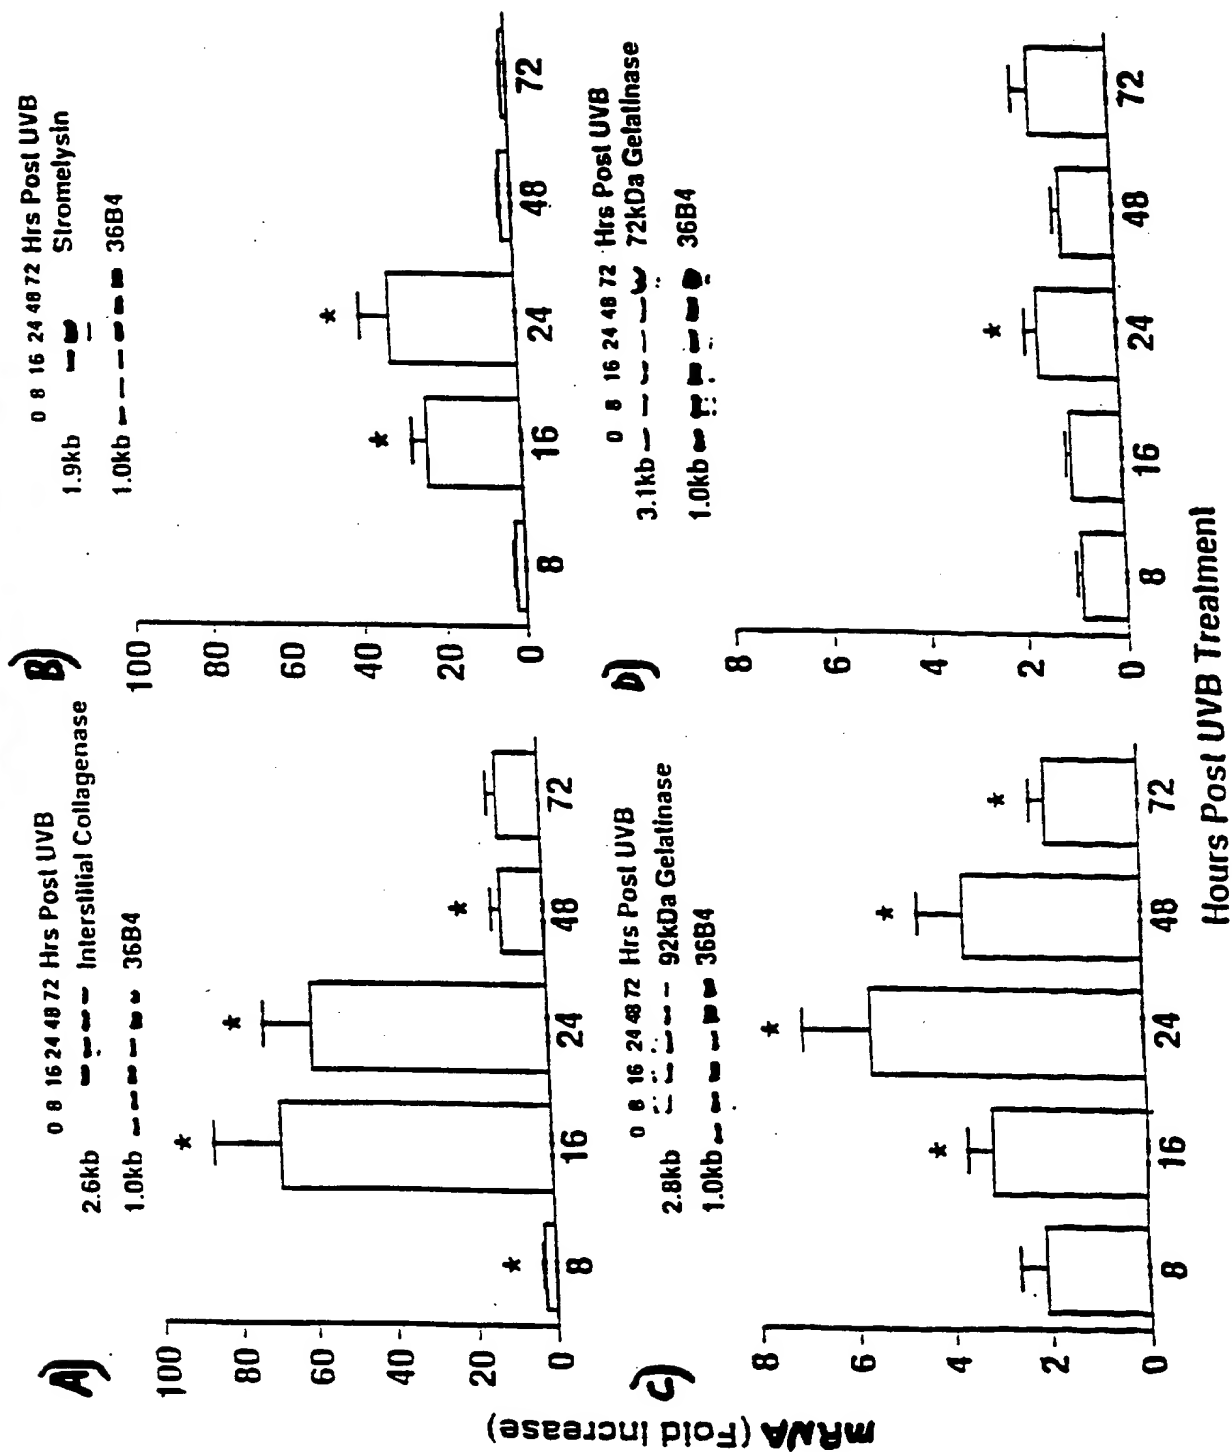 A)
0 8 16 24 48 72 Hrs Post UVB
2.6kb Interstitial Collagenase
1.0kb 36B4
100
80
60
40
20
0
*
*
*
*
8 16 24 48 72
B)
0 8 16 24 48 72 Hrs Post UVB
1.9kb Stromelysin
1.0kb 36B4
100
80
60
40
20
0
*
*
8 16 24 48 72
C)
0 8 16 24 48 72 Hrs Post UVB
2.8kb 92kDa Gelatinase
1.0kb 36B4
8
6
4
2
0
*
*
*
*
8 16 24 48 72
D)
0 8 16 24 48 72 Hrs Post UVB
3.1kb 72kDa Gelatinase
1.0kb 36B4
8
6
4
2
0
*
8 16 24 48 72
mRNA (Fold increase)
Hours Post UVB Treatment